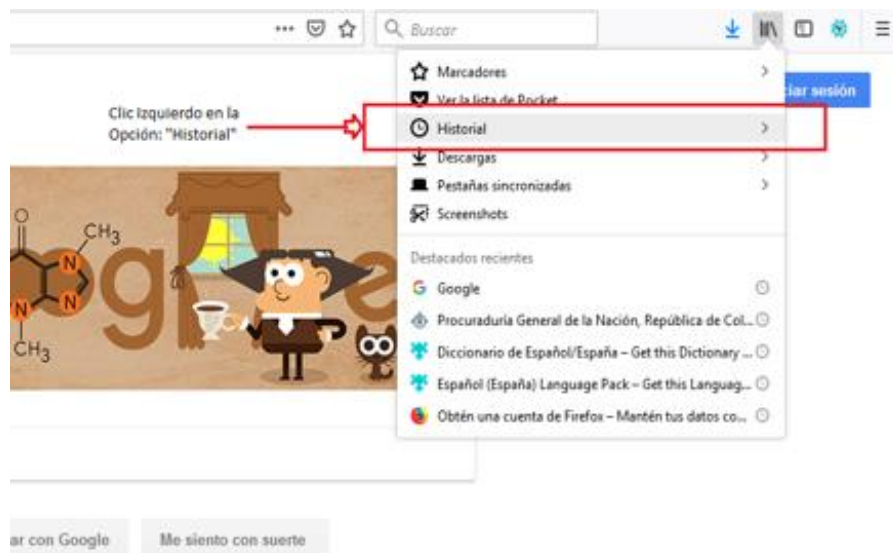 Buscar
Marcadores
Ver la lista de Pocket
ciar sesión
Clic Izquierdo en la
Opción: "Historial"
Historial
Descargas
Pestañas sincronizadas
Screenshots
CH3
N
N
N
CH3
Destacados recientes
Google
Procuraduría General de la Nación, República de Col...
Diccionario de Español/España – Get this Dictionary ...
Español (España) Language Pack – Get this Languag...
Obtén una cuenta de Firefox – Mantén tus datos co...
ar con Google
Me siento con suerte